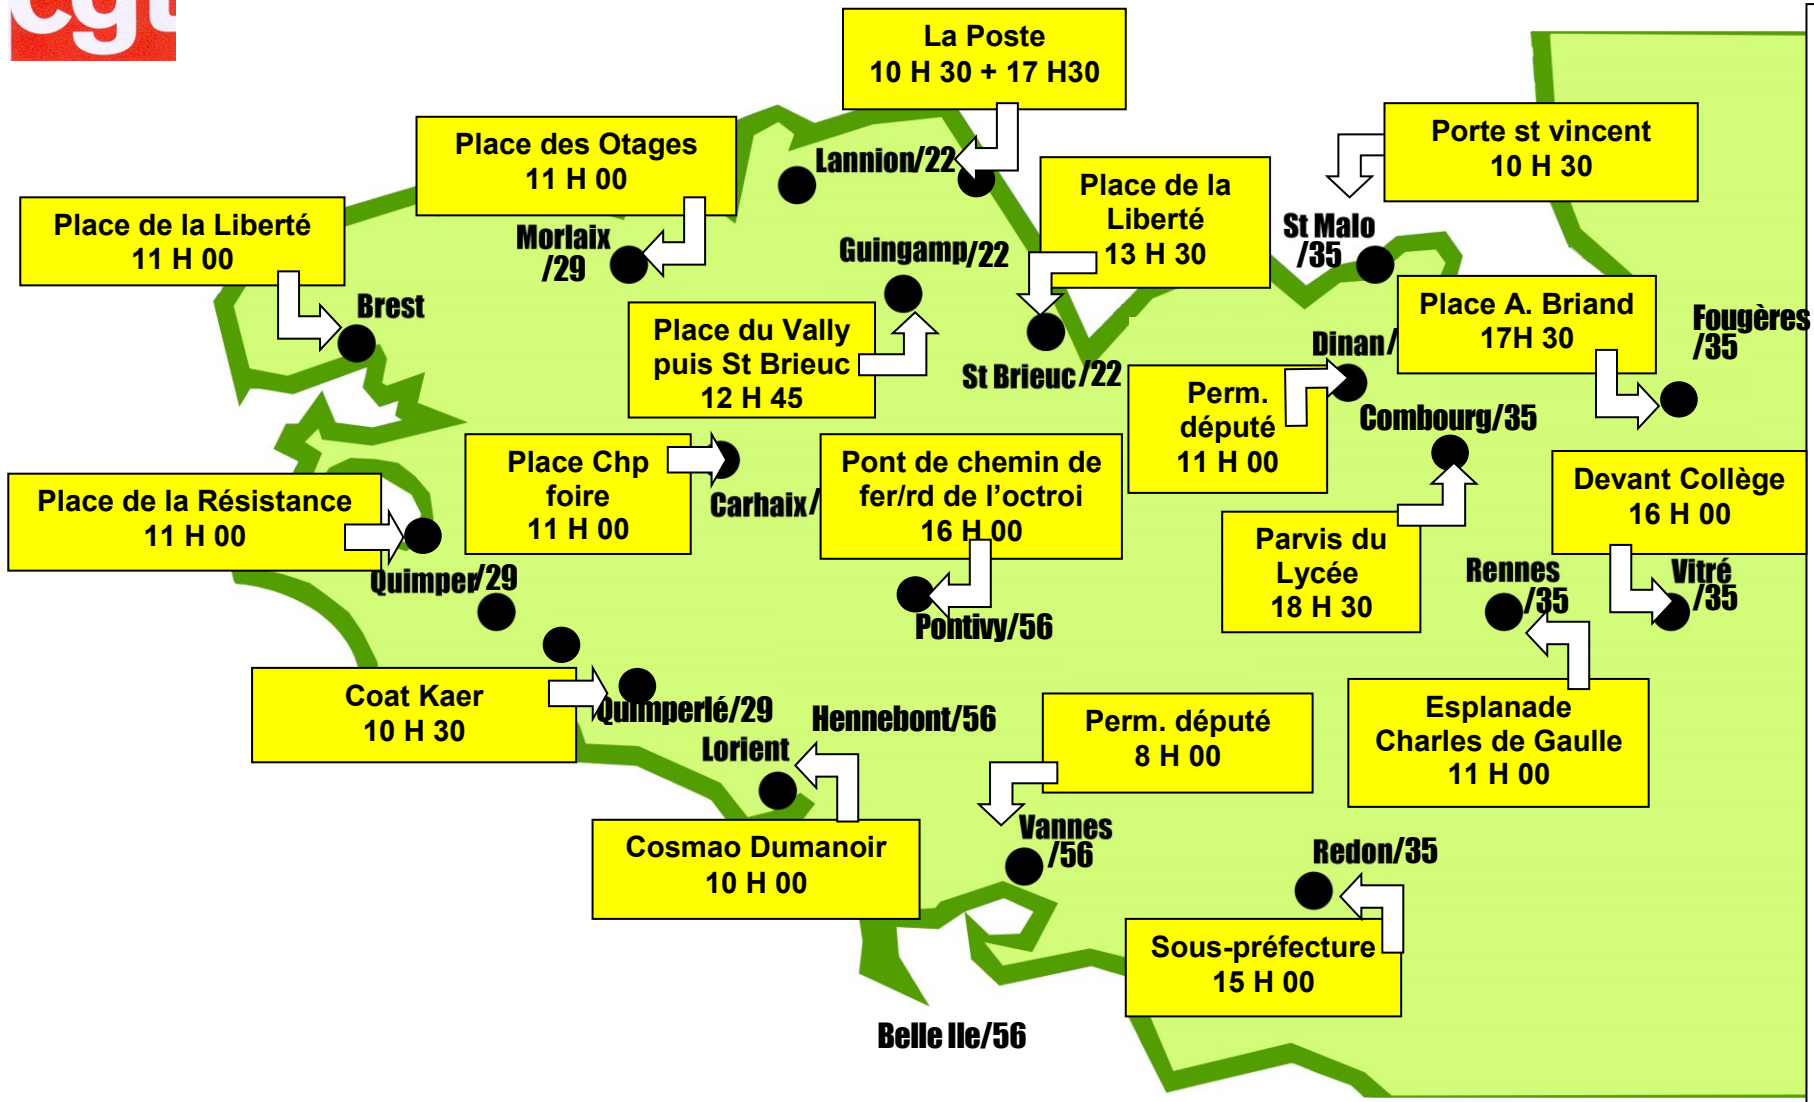 cgt
La Poste
10 H 30 + 17 H30
Place des Otages
11 H 00
Porte st vincent
10 H 30
Lannion/22
Place de la
Liberté
13 H 30
Place de la Liberté
11 H 00
Morlaix
/29
Guingamp/22
St Malo
/35
Brest
Place du Vally
puis St Brieuc
12 H 45
St Brieuc/22
Dinan/
Place A. Briand
17H 30
Fougères
/35
Perm.
député
11 H 00
Combourg/35
Place Chp
foire
11 H 00
Carhaix/
Pont de chemin de
fer/rd de l’octroi
16 H 00
Devant Collège
16 H 00
Place de la Résistance
11 H 00
Quimper/29
Pontivy/56
Parvis du
Lycée
18 H 30
Rennes
/35
Vitré
/35
Coat Kaer
10 H 30
Quimperlé/29
Hennebont/56
Lorient
Perm. député
8 H 00
Esplanade
Charles de Gaulle
11 H 00
Cosmao Dumanoir
10 H 00
Vannes
/56
Redon/35
Sous-préfecture
15 H 00
Belle Ile/56